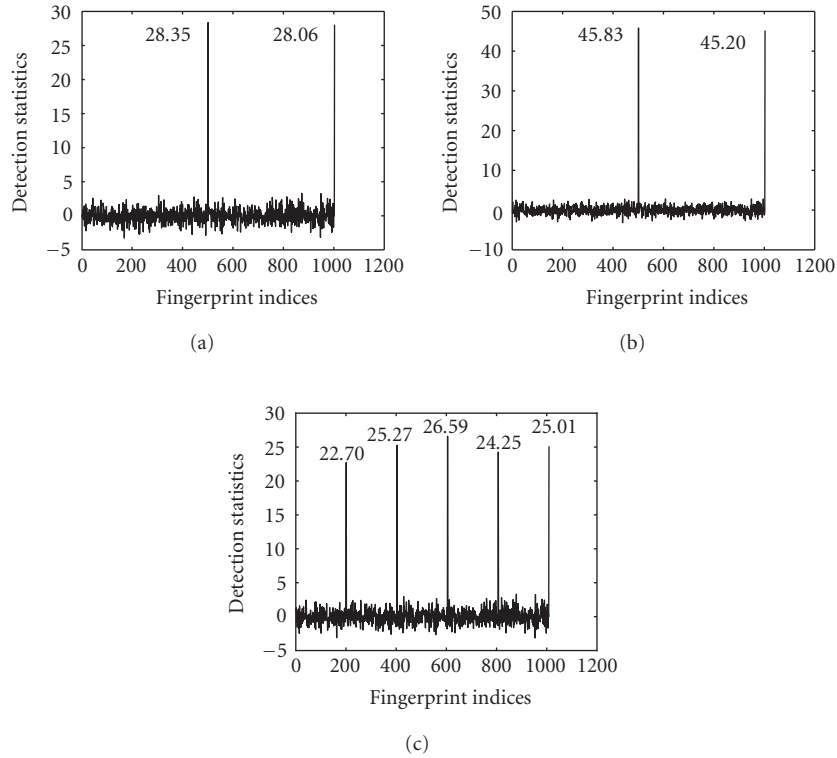 30
25
20
15
10
5
0
−5
Detection statistics
28.35 28.06
0 200 400 600 800 1000 1200
Fingerprint indices
(a)
50
40
30
20
10
0
−10
Detection statistics
45.83 45.20
0 200 400 600 800 1000 1200
Fingerprint indices
(b)
30
25
20
15
10
5
0
−5
Detection statistics
22.70 25.27 26.59 24.25 25.01
0 200 400 600 800 1000 1200
Fingerprint indices
(c)